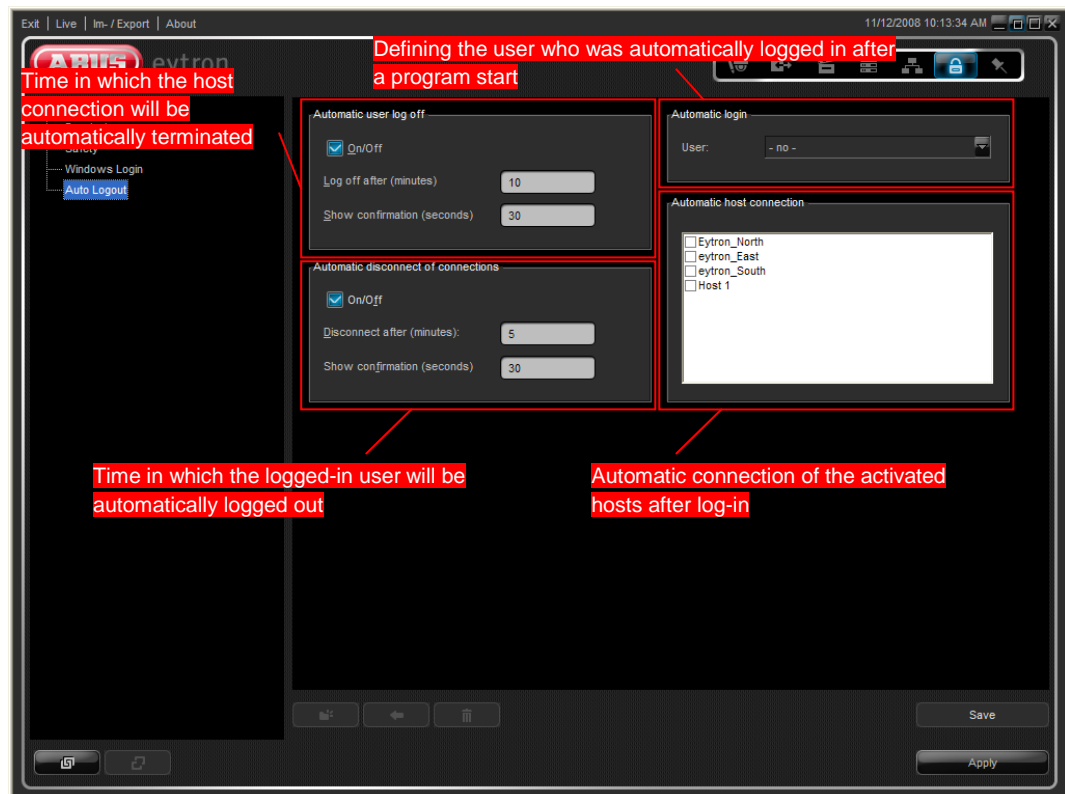 Exit | Live | Im- / Export | About
11/12/2008 10:13:34 AM
ABUS eytron
Defining the user who was automatically logged in after
a program start
Time in which the host
connection will be
automatically terminated
Safety
Windows Login
Auto Logout
Automatic user log off
On/Off
Log off after (minutes)
10
Show confirmation (seconds)
30
Automatic disconnect of connections
On/Off
Disconnect after (minutes):
5
Show confirmation (seconds)
30
Automatic login
User:
- no -
Automatic host connection
Eytron_North
eytron_East
eytron_South
Host 1
Time in which the logged-in user will be
automatically logged out
Automatic connection of the activated
hosts after log-in
Save
Apply